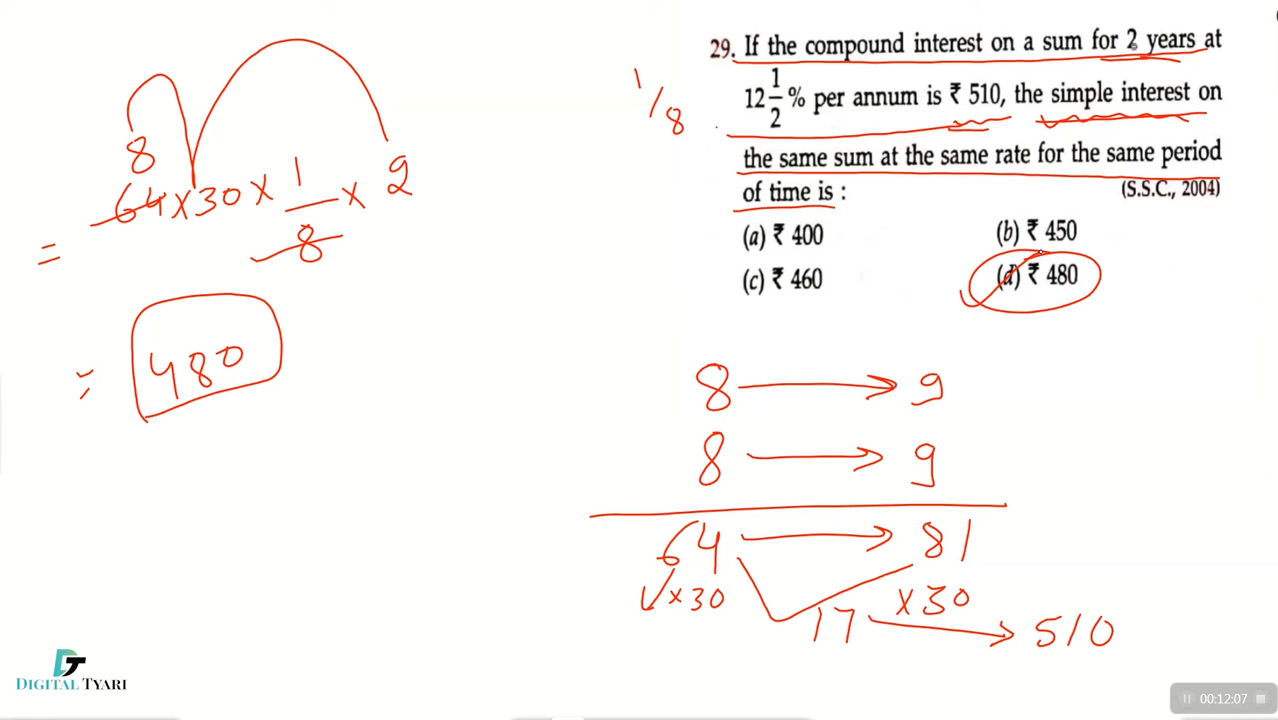 29. If the compound interest on a sum for 2 years at
12 1/2 % per annum is ₹ 510, the simple interest on
the same sum at the same rate for the same period
of time is :
(S.S.C., 2004)
(a) ₹ 400
(b) ₹ 450
(c) ₹ 460
(d) ₹ 480
1/8
8
64 × 30 × 1/8 × 2
=
= 480
8 → 9
8 → 9
64 → 81
×30
×30
17 → 510
DT
DIGITAL TYARI
00:12:07